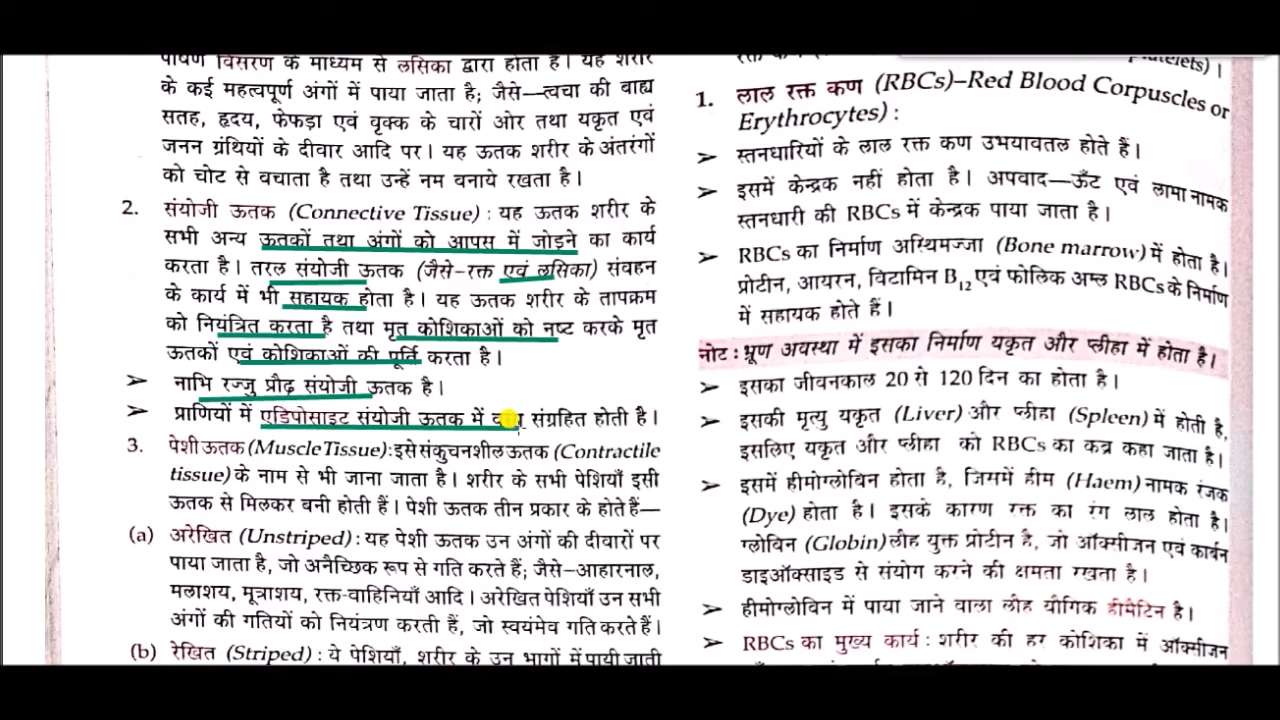 पोषण विसरण के माध्यम से लसिका द्वारा होता है। यह शरीर
के कई महत्वपूर्ण अंगों में पाया जाता है; जैसे—त्वचा की बाह्य
सतह, हृदय, फेफड़ा एवं वृक्क के चारों ओर तथा यकृत एवं
जनन ग्रंथियों के दीवार आदि पर। यह ऊतक शरीर के अंतरंगों
को चोट से बचाता है तथा उन्हें नम बनाये रखता है।
2. संयोजी ऊतक (Connective Tissue) : यह ऊतक शरीर के
सभी अन्य ऊतकों तथा अंगों को आपस में जोड़ने का कार्य
करता है। तरल संयोजी ऊतक (जैसे-रक्त एवं लसिका) संवहन
के कार्य में भी सहायक होता है। यह ऊतक शरीर के तापक्रम
को नियंत्रित करता है तथा मृत कोशिकाओं को नष्ट करके मृत
ऊतकों एवं कोशिकाओं की पूर्ति करता है।
➢ नाभि रज्जु प्रौढ़ संयोजी ऊतक है।
➢ प्राणियों में एडिपोसाइट संयोजी ऊतक में संग्रहित होती है।
3. पेशी ऊतक (Muscle Tissue) : इसे संकुचनशील ऊतक (Contractile
tissue) के नाम से भी जाना जाता है। शरीर के सभी पेशियाँ इसी
ऊतक से मिलकर बनी होती हैं। पेशी ऊतक तीन प्रकार के होते हैं—
(a) अरेखित (Unstriped) : यह पेशी ऊतक उन अंगों की दीवारों पर
पाया जाता है, जो अनैच्छिक रूप से गति करते हैं; जैसे—आहारनाल,
मलाशय, मूत्राशय, रक्त-वाहिनियाँ आदि। अरेखित पेशियाँ उन सभी
अंगों की गतियों को नियंत्रण करती हैं, जो स्वयंमेव गति करते हैं।
(b) रेखित (Striped) : ये पेशियाँ, शरीर के उन भागों में पायी जाती
1. लाल रक्त कण (RBCs)–Red Blood Corpuscles or
Erythrocytes) :
➢ स्तनधारियों के लाल रक्त कण उभयावतल होते हैं।
➢ इसमें केन्द्रक नहीं होता है। अपवाद—ऊँट एवं लामा नामक
स्तनधारी की RBCs में केन्द्रक पाया जाता है।
➢ RBCs का निर्माण अस्थिमज्जा (Bone marrow) में होता है।
प्रोटीन, आयरन, विटामिन B₁₂ एवं फोलिक अम्ल RBCs के निर्माण
में सहायक होते हैं।
नोट : भ्रूण अवस्था में इसका निर्माण यकृत और प्लीहा में होता है।
➢ इसका जीवनकाल 20 से 120 दिन का होता है।
➢ इसकी मृत्यु यकृत (Liver) और प्लीहा (Spleen) में होती है,
इसलिए यकृत और प्लीहा को RBCs का कब्र कहा जाता है।
➢ इसमें हीमोग्लोबिन होता है, जिसमें हीम (Haem) नामक रंजक
(Dye) होता है। इसके कारण रक्त का रंग लाल होता है।
ग्लोबिन (Globin) लौह युक्त प्रोटीन है, जो ऑक्सीजन एवं कार्बन
डाइऑक्साइड से संयोग करने की क्षमता रखता है।
➢ हीमोग्लोबिन में पाया जाने वाला लौह यौगिक हीमैटिन है।
➢ RBCs का मुख्य कार्य : शरीर की हर कोशिका में ऑक्सीजन